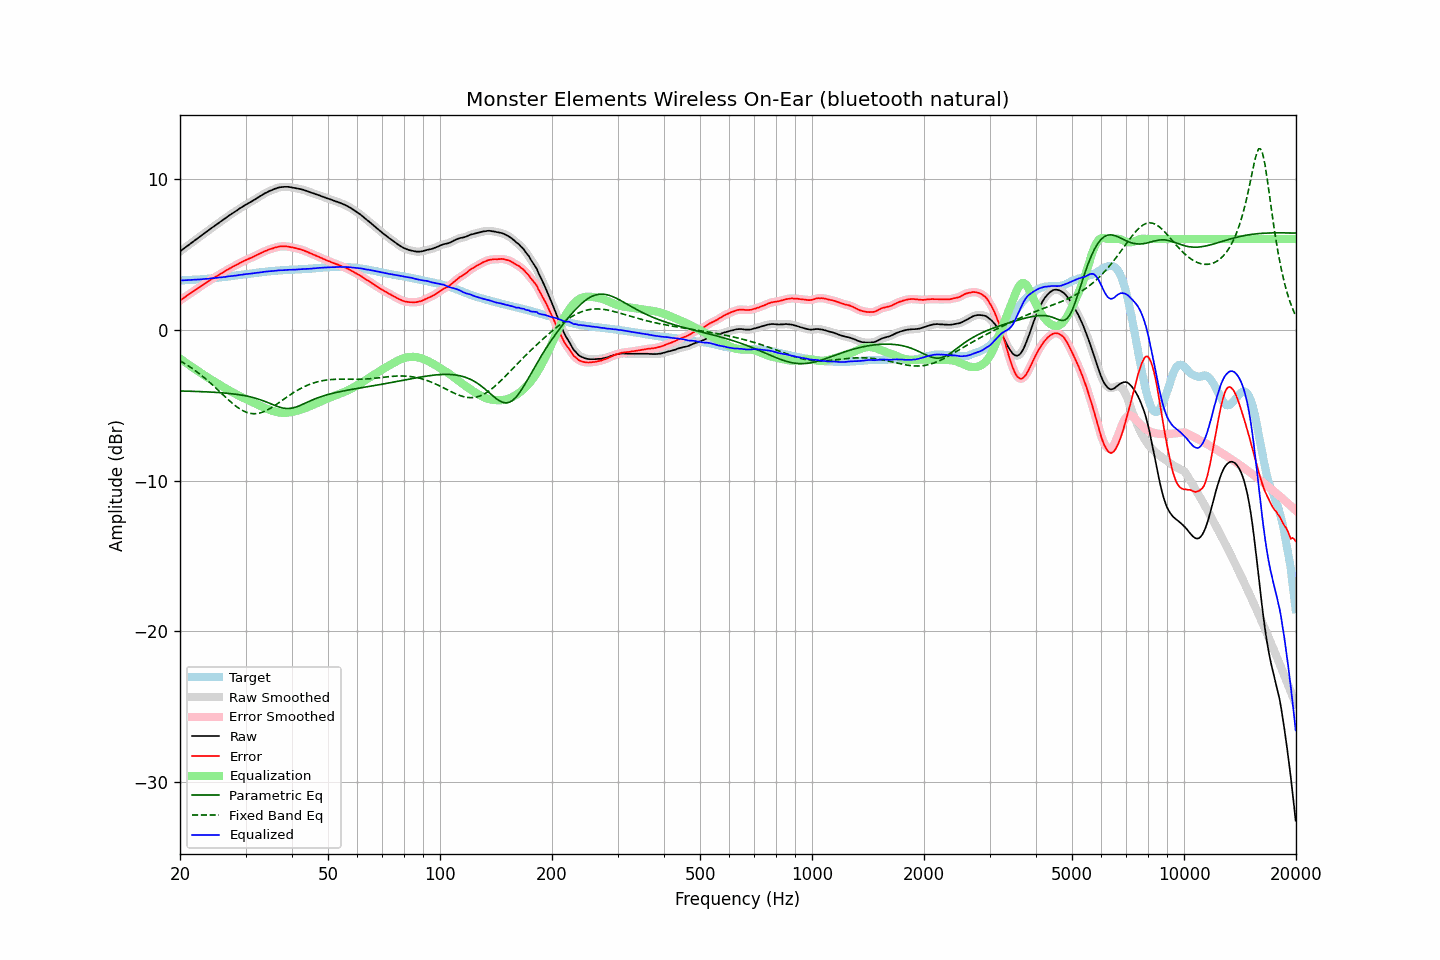 Monster Elements Wireless On-Ear (bluetooth natural)
Amplitude (dBr)
10
0
−10
−20
−30
Target
Raw Smoothed
Error Smoothed
Raw
Error
Equalization
Parametric Eq
Fixed Band Eq
Equalized
20 50 100 200 500 1000 2000 5000 10000 20000
Frequency (Hz)